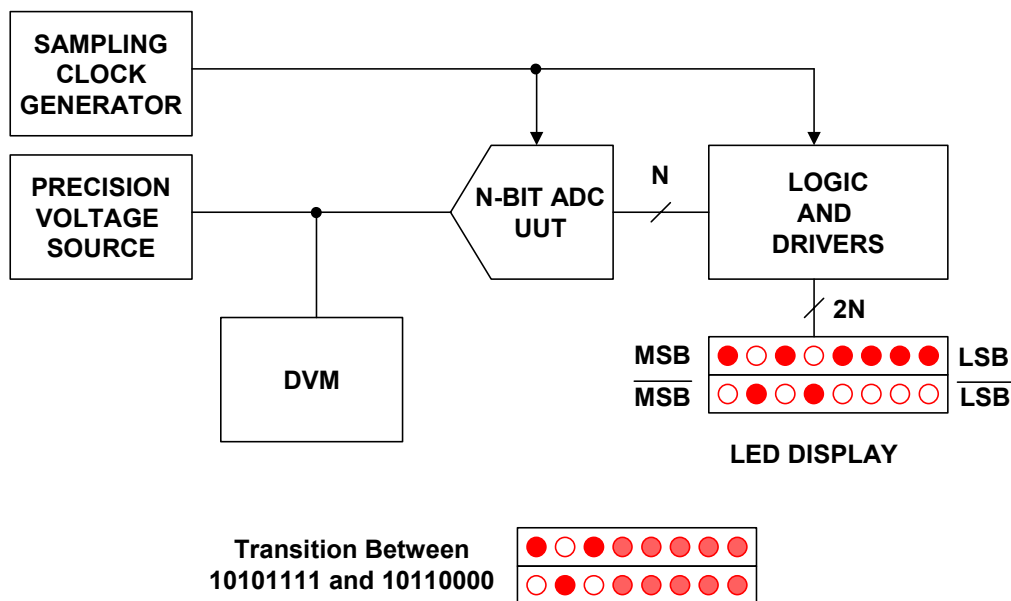 SAMPLING
CLOCK
GENERATOR
PRECISION
VOLTAGE
SOURCE
N-BIT ADC
UUT
N
LOGIC
AND
DRIVERS
2N
DVM
MSB
LSB
MSB
LSB
LED DISPLAY
Transition Between
10101111 and 10110000